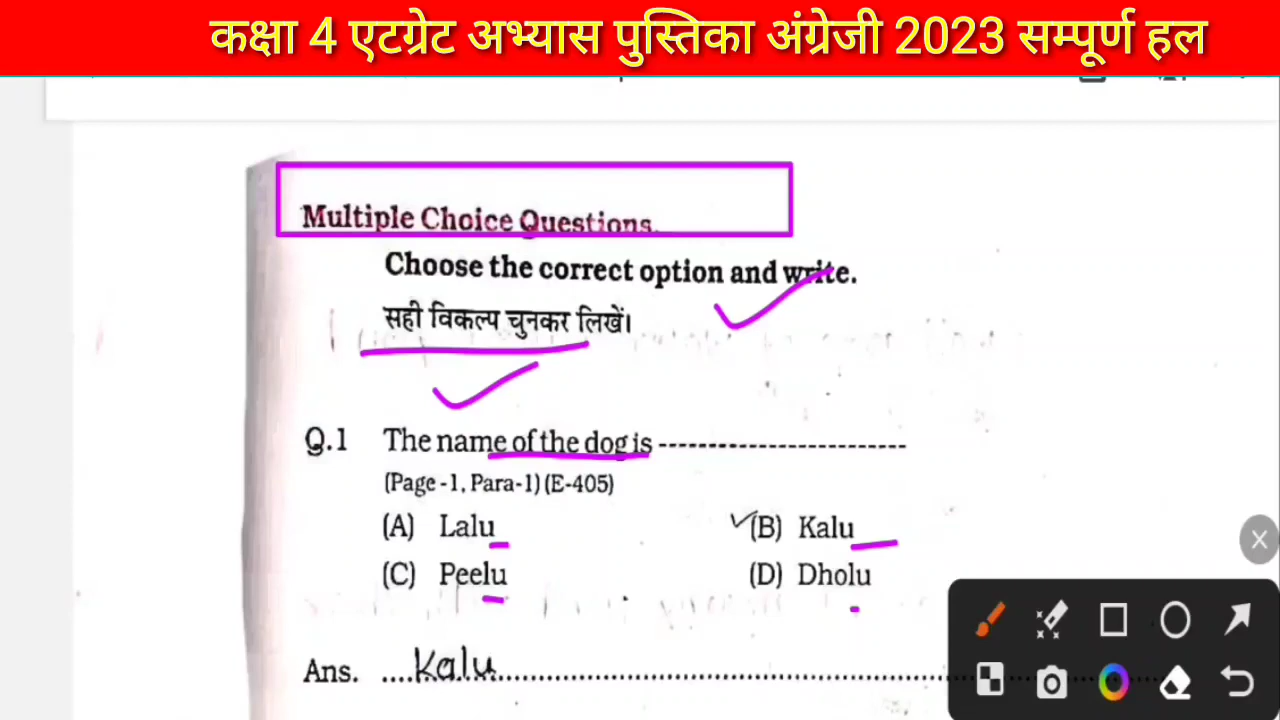 कक्षा 4 एटग्रेट अभ्यास पुस्तिका अंग्रेजी 2023 सम्पूर्ण हल
Multiple Choice Questions.
Choose the correct option and write.
सही विकल्प चुनकर लिखें।
Q.1 The name of the dog is ------------------------
(Page -1, Para-1) (E-405)
(A) Lalu (B) Kalu
(C) Peelu (D) Dholu
Ans. ....Kalu..........................................................